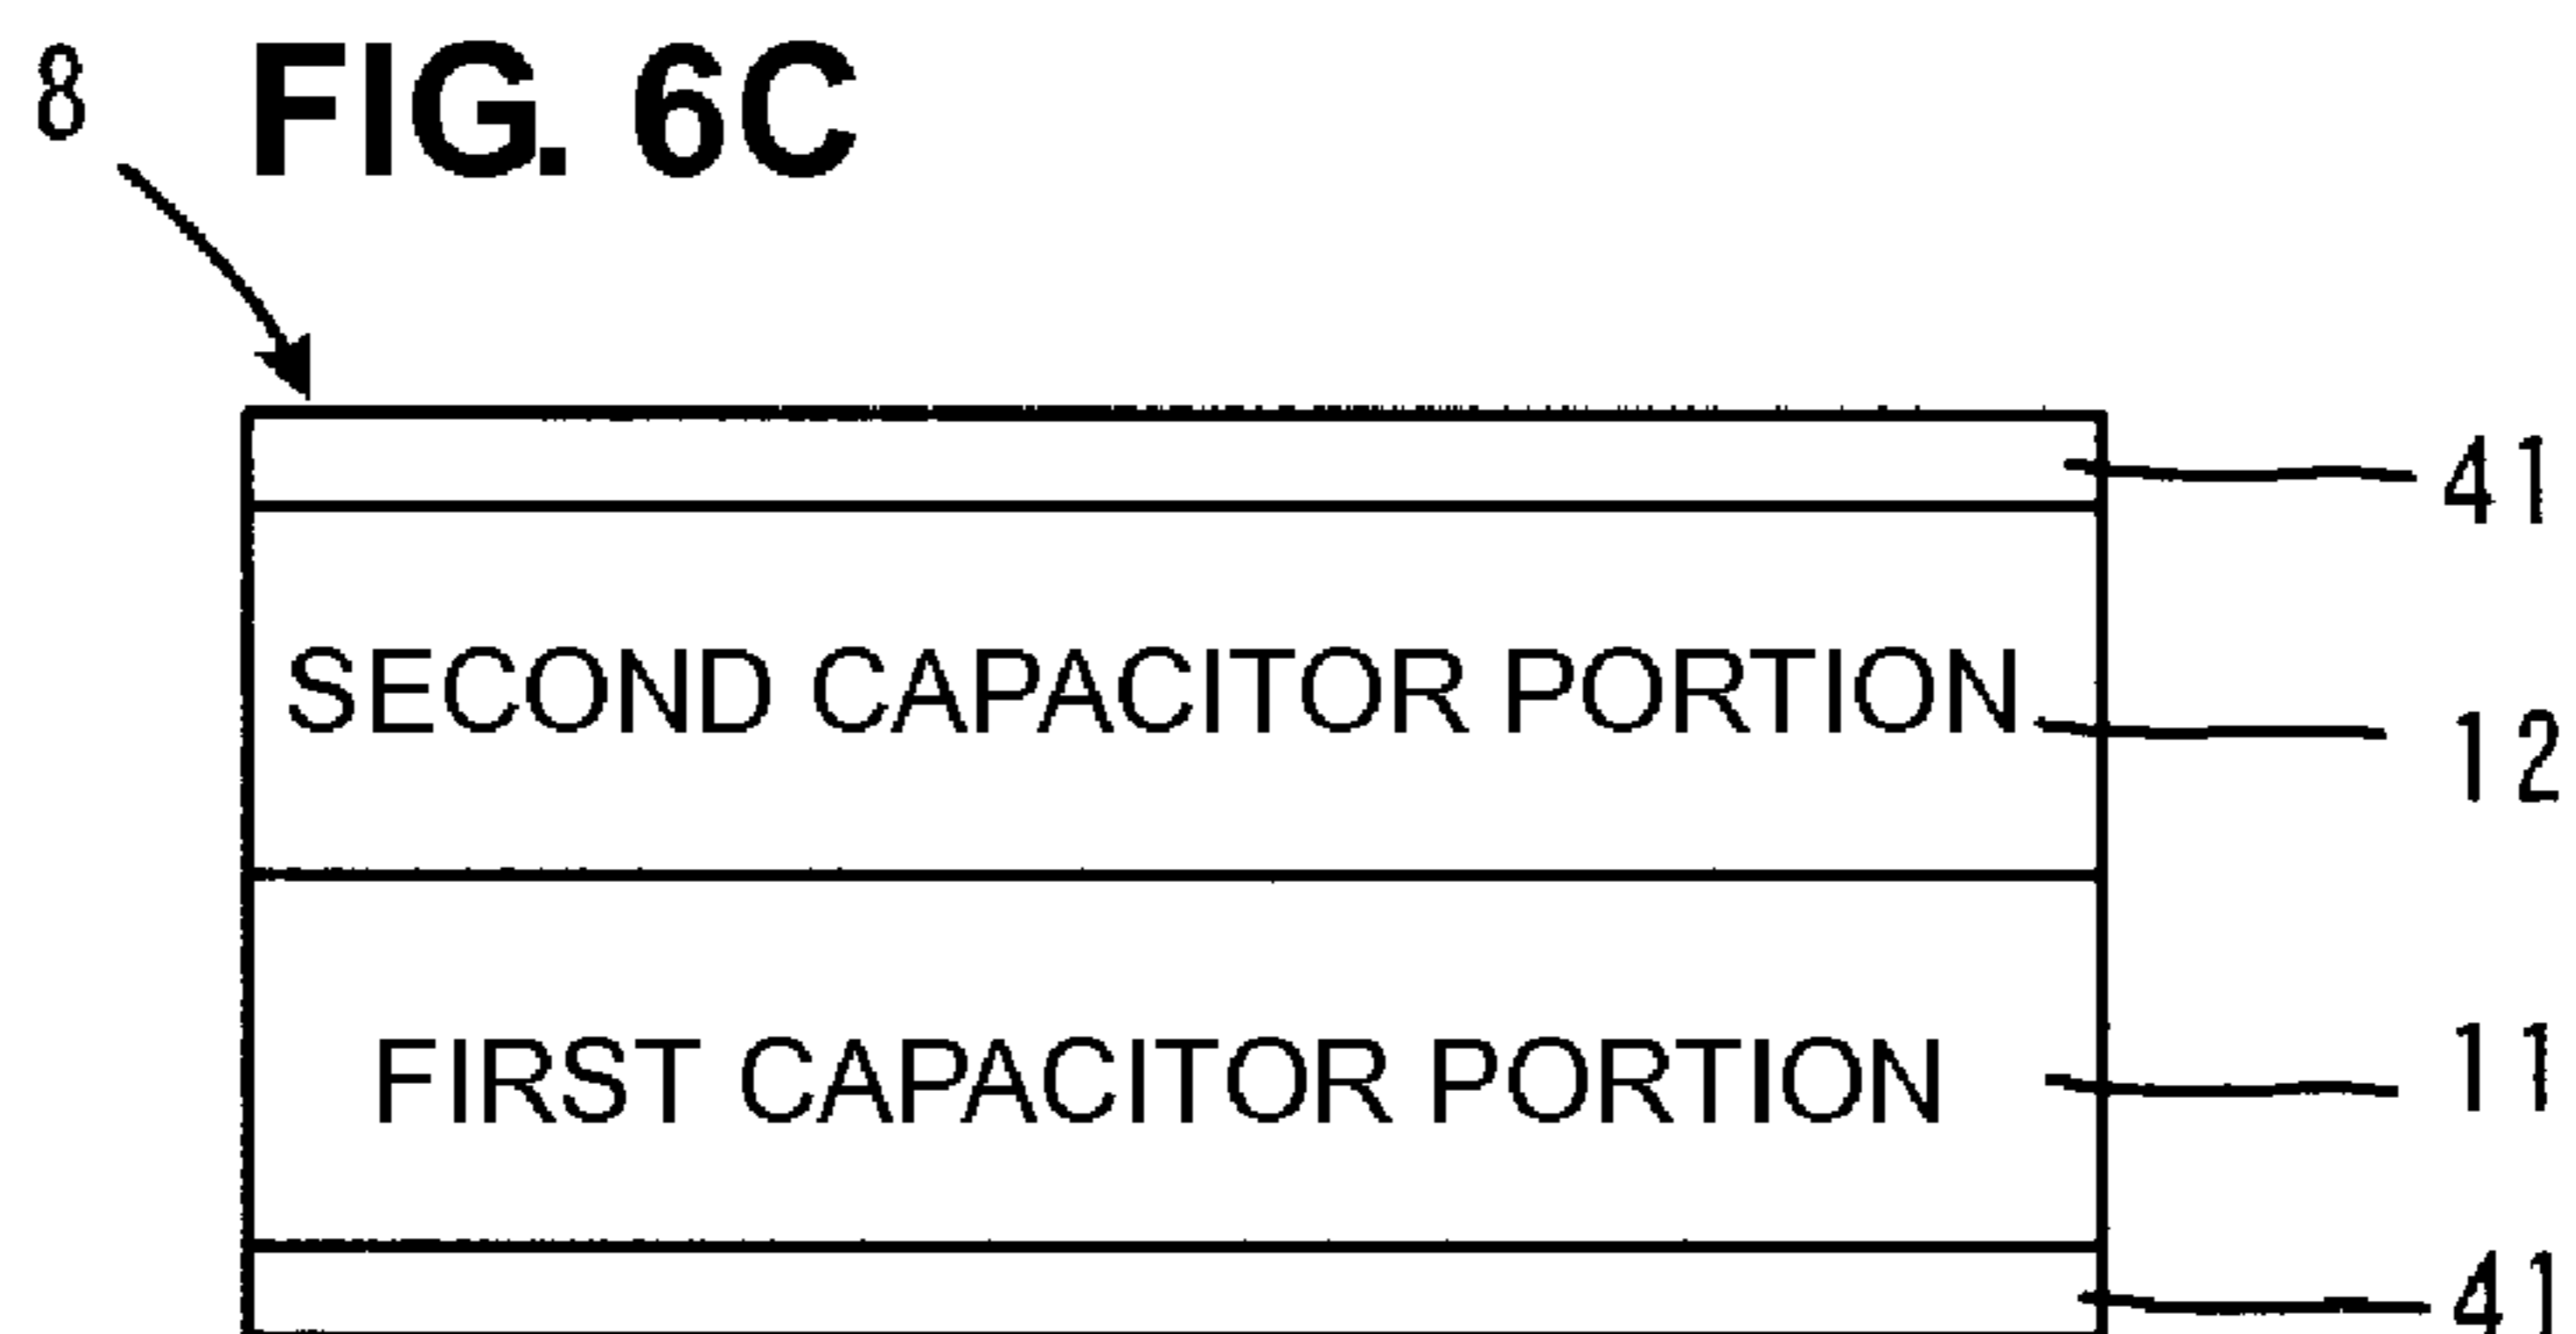 8 FIG. 6C
41
SECOND CAPACITOR PORTION
12
FIRST CAPACITOR PORTION
11
41